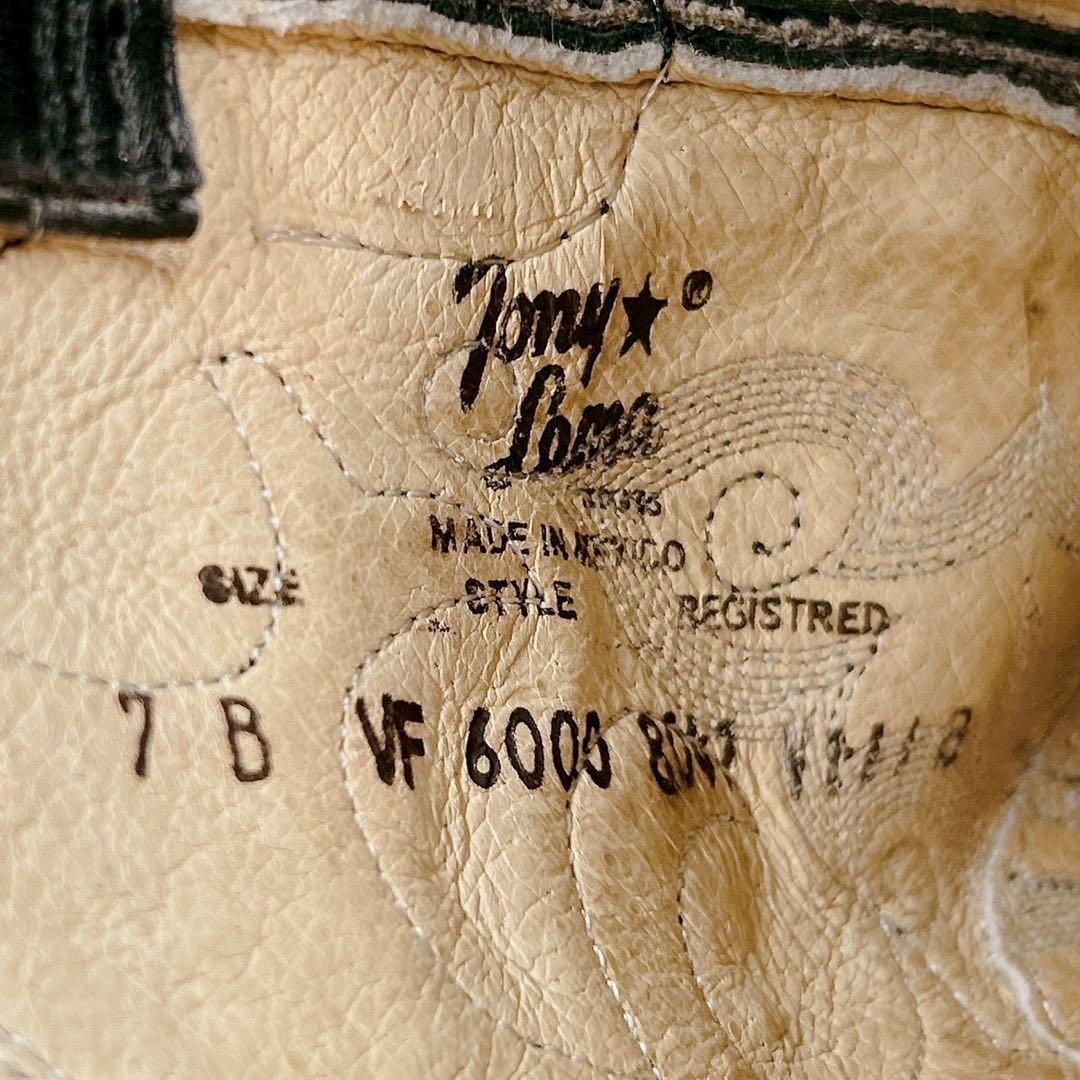 Tony★®
Lama
MADE IN MEXICO
SIZE STYLE REGISTRED
7 B VF 6005